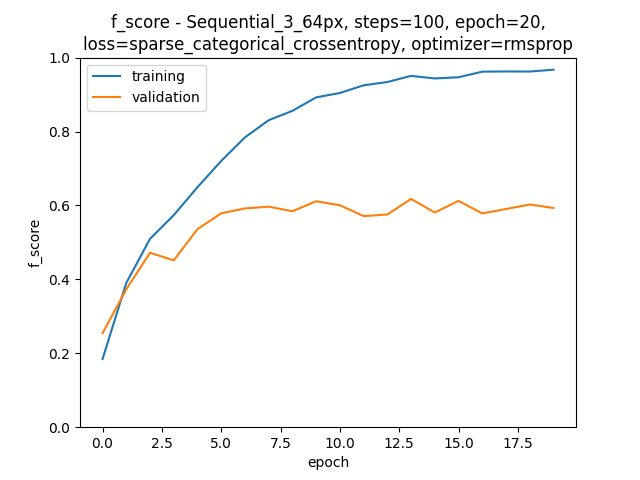 f_score - Sequential_3_64px, steps=100, epoch=20,
loss=sparse_categorical_crossentropy, optimizer=rmsprop
training
validation
1.0
0.8
0.6
0.4
0.2
0.0
f_score
0.0 2.5 5.0 7.5 10.0 12.5 15.0 17.5
epoch